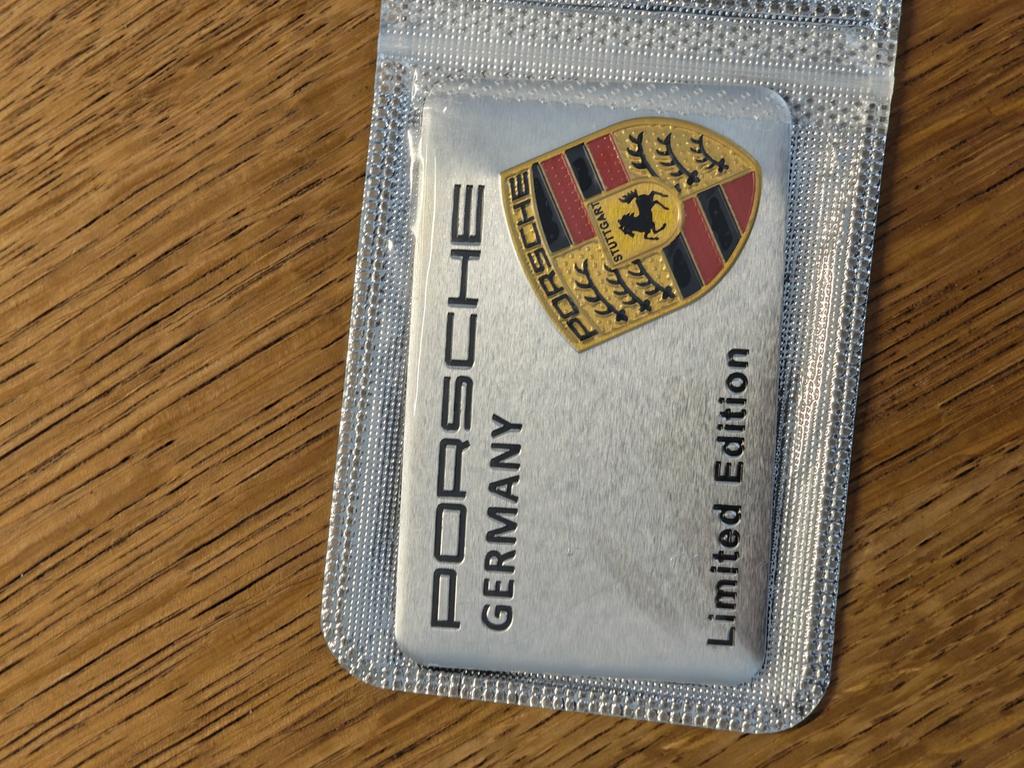 PORSCHE
GERMANY
PORSCHE
STUTTGART
Limited Edition